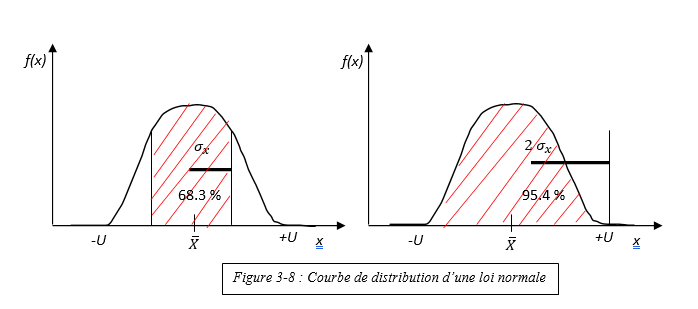 f(x)
σx
68.3 %
-U
X̄
+U
x
f(x)
2 σx
95.4 %
-U
X̄
+U
x
Figure 3-8 : Courbe de distribution d'une loi normale